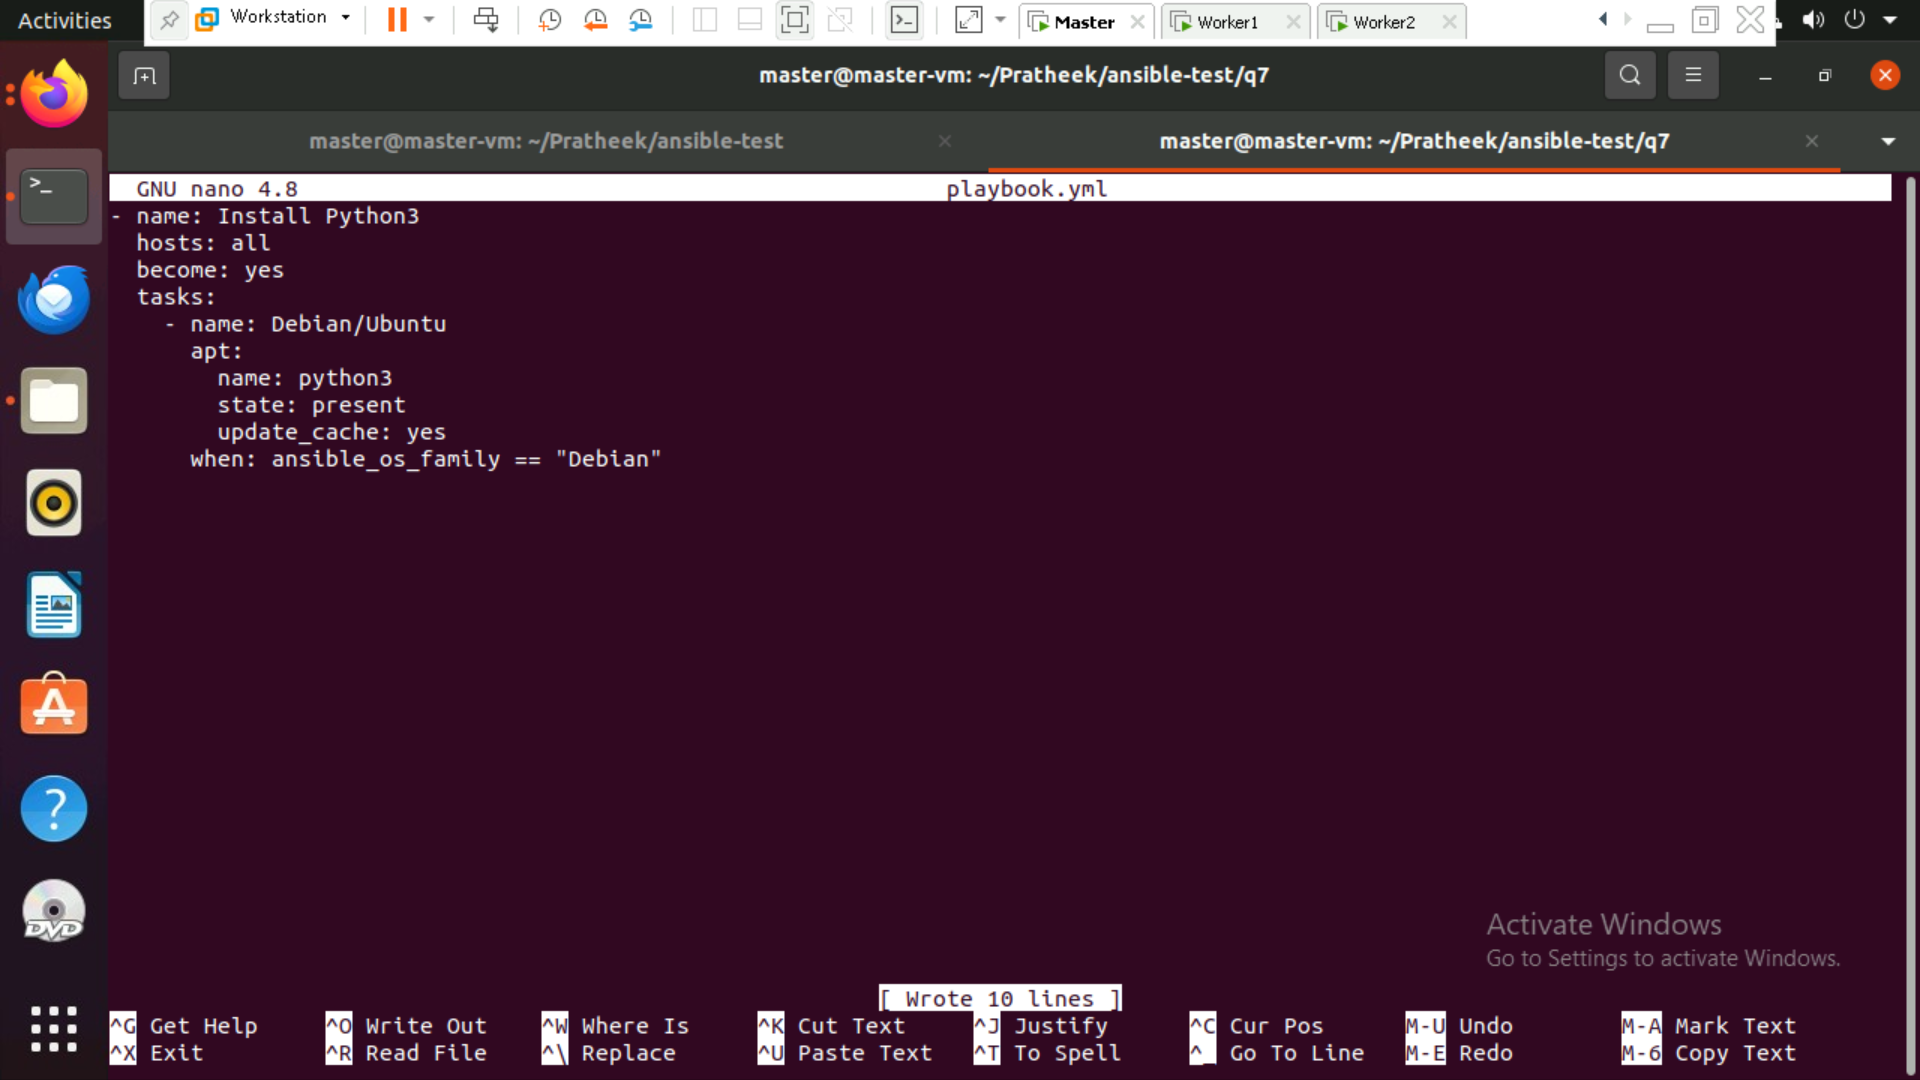 Activities
Workstation
Master
Worker1
Worker2
master@master-vm: ~/Pratheek/ansible-test/q7
master@master-vm: ~/Pratheek/ansible-test
master@master-vm: ~/Pratheek/ansible-test/q7
GNU nano 4.8 playbook.yml
- name: Install Python3
  hosts: all
  become: yes
  tasks:
    - name: Debian/Ubuntu
      apt:
        name: python3
        state: present
        update_cache: yes
      when: ansible_os_family == "Debian"
DVD
Activate Windows
Go to Settings to activate Windows.
[ Wrote 10 lines ]
^G Get Help ^O Write Out ^W Where Is ^K Cut Text ^J Justify ^C Cur Pos M-U Undo M-A Mark Text
^X Exit ^R Read File ^\ Replace ^U Paste Text ^T To Spell ^_ Go To Line M-E Redo M-6 Copy Text